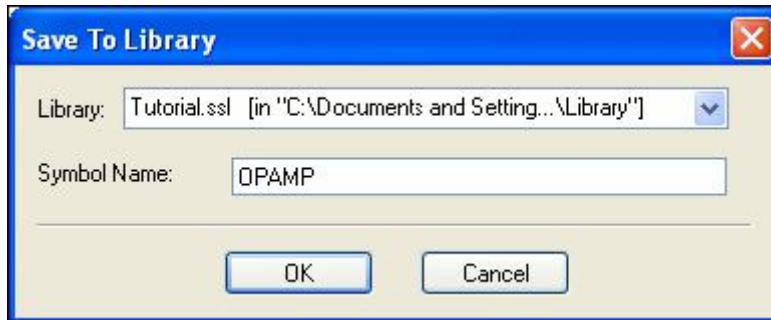 Save To Library
Library: Tutorial.ssl [in "C:\Documents and Setting...\Library"]
Symbol Name: OPAMP
OK Cancel